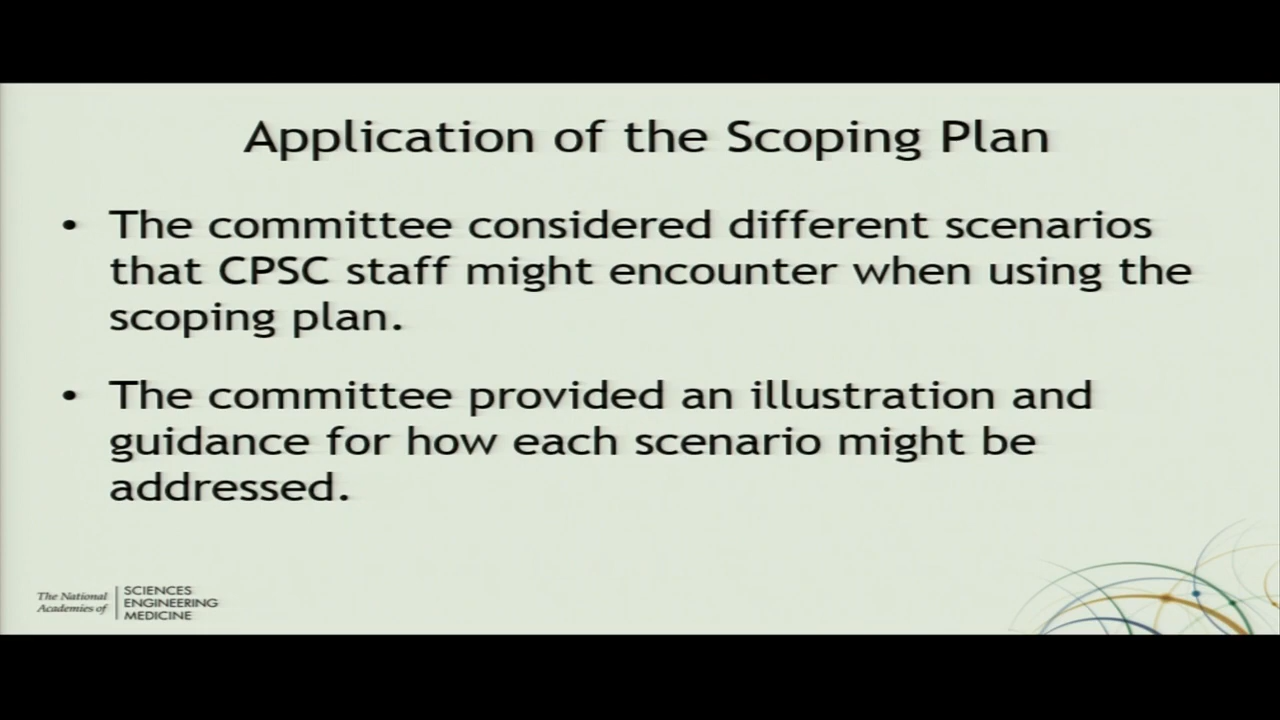 Application of the Scoping Plan
• The committee considered different scenarios
that CPSC staff might encounter when using the
scoping plan.
• The committee provided an illustration and
guidance for how each scenario might be
addressed.
The National
Academies of
SCIENCES
ENGINEERING
MEDICINE